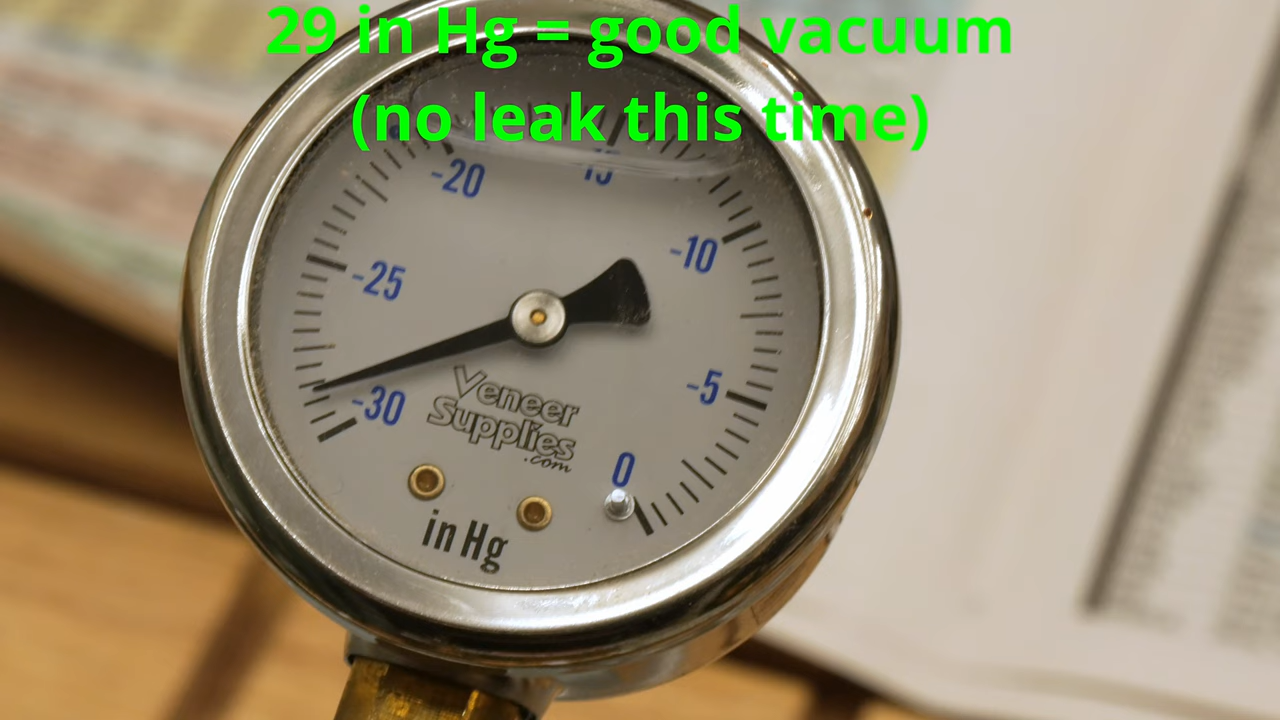 29 in Hg = good vacuum
(no leak this time)
-20
-15
-25
-10
-30
-5
0
Veneer
Supplies
.com
in Hg